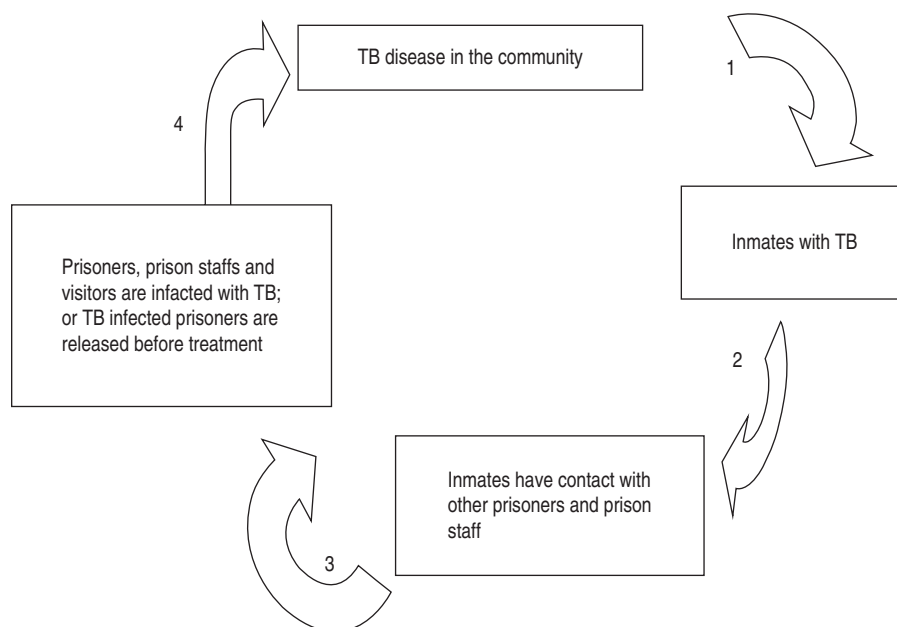 TB disease in the community
1
Inmates with TB
2
Inmates have contact with
other prisoners and prison
staff
3
Prisoners, prison staffs and
visitors are infacted with TB;
or TB infected prisoners are
released before treatment
4